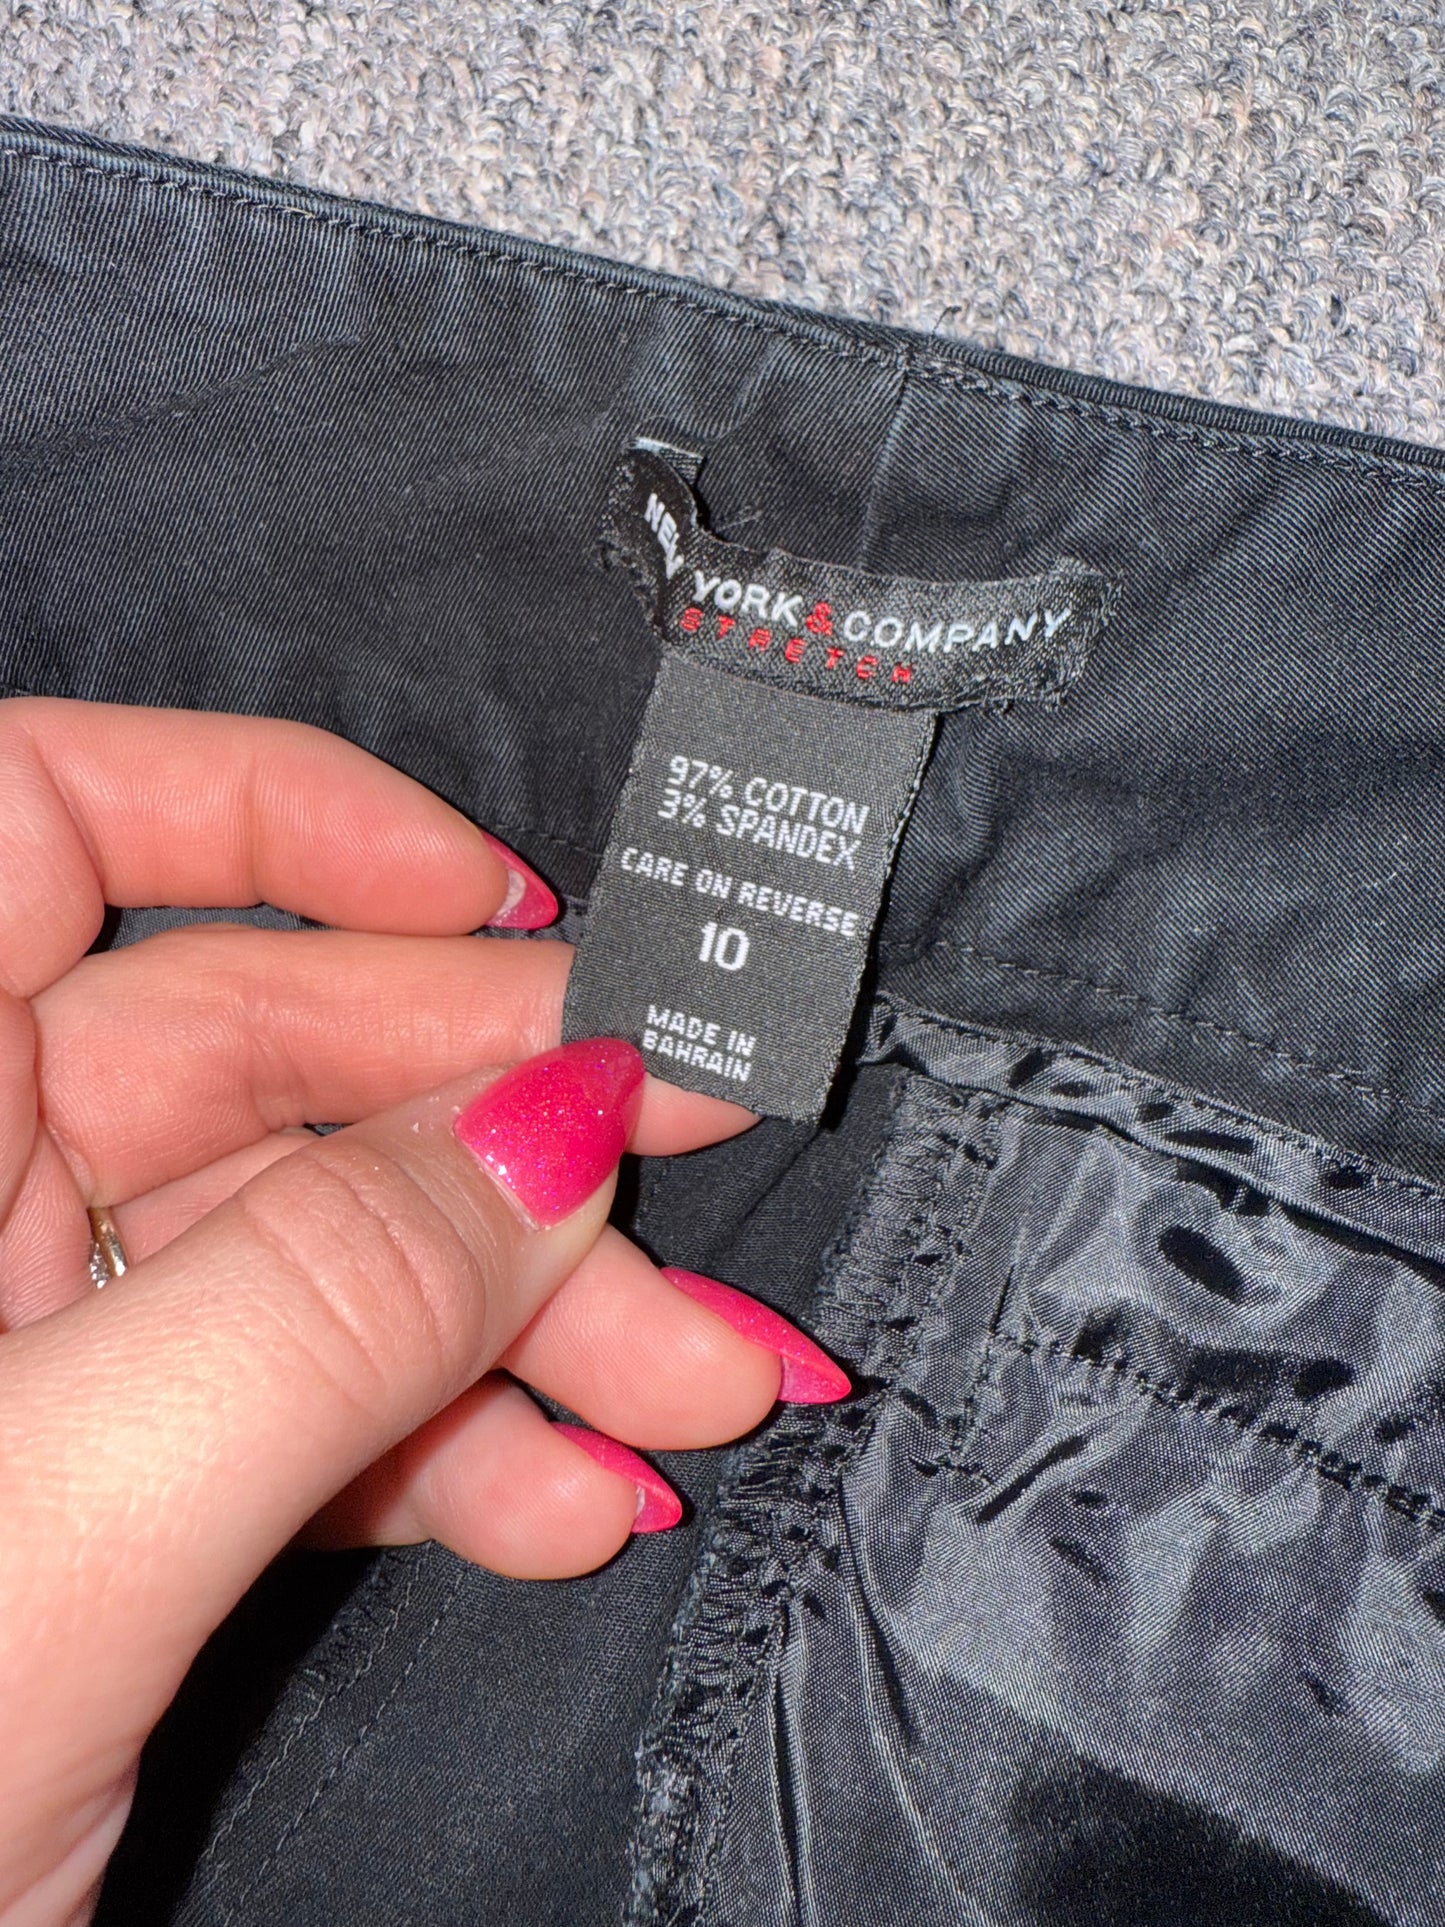 NEW YORK & COMPANY
STRETCH
97% COTTON
3% SPANDEX
CARE ON REVERSE
10
MADE IN
BAHRAIN